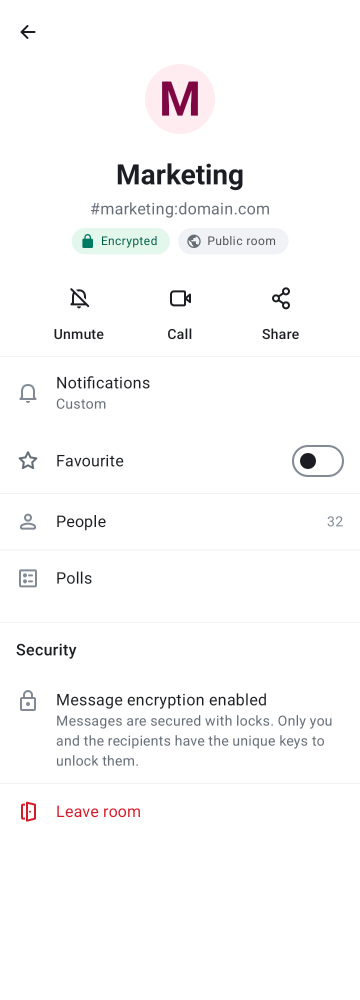 M
Marketing
#marketing:domain.com
Encrypted
Public room
Unmute
Call
Share
Notifications
Custom
Favourite
People
32
Polls
Security
Message encryption enabled
Messages are secured with locks. Only you
and the recipients have the unique keys to
unlock them.
Leave room